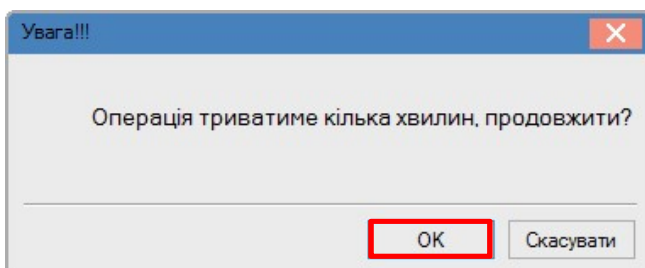 Увага!!!
Операція триватиме кілька хвилин, продовжити?
OK
Скасувати